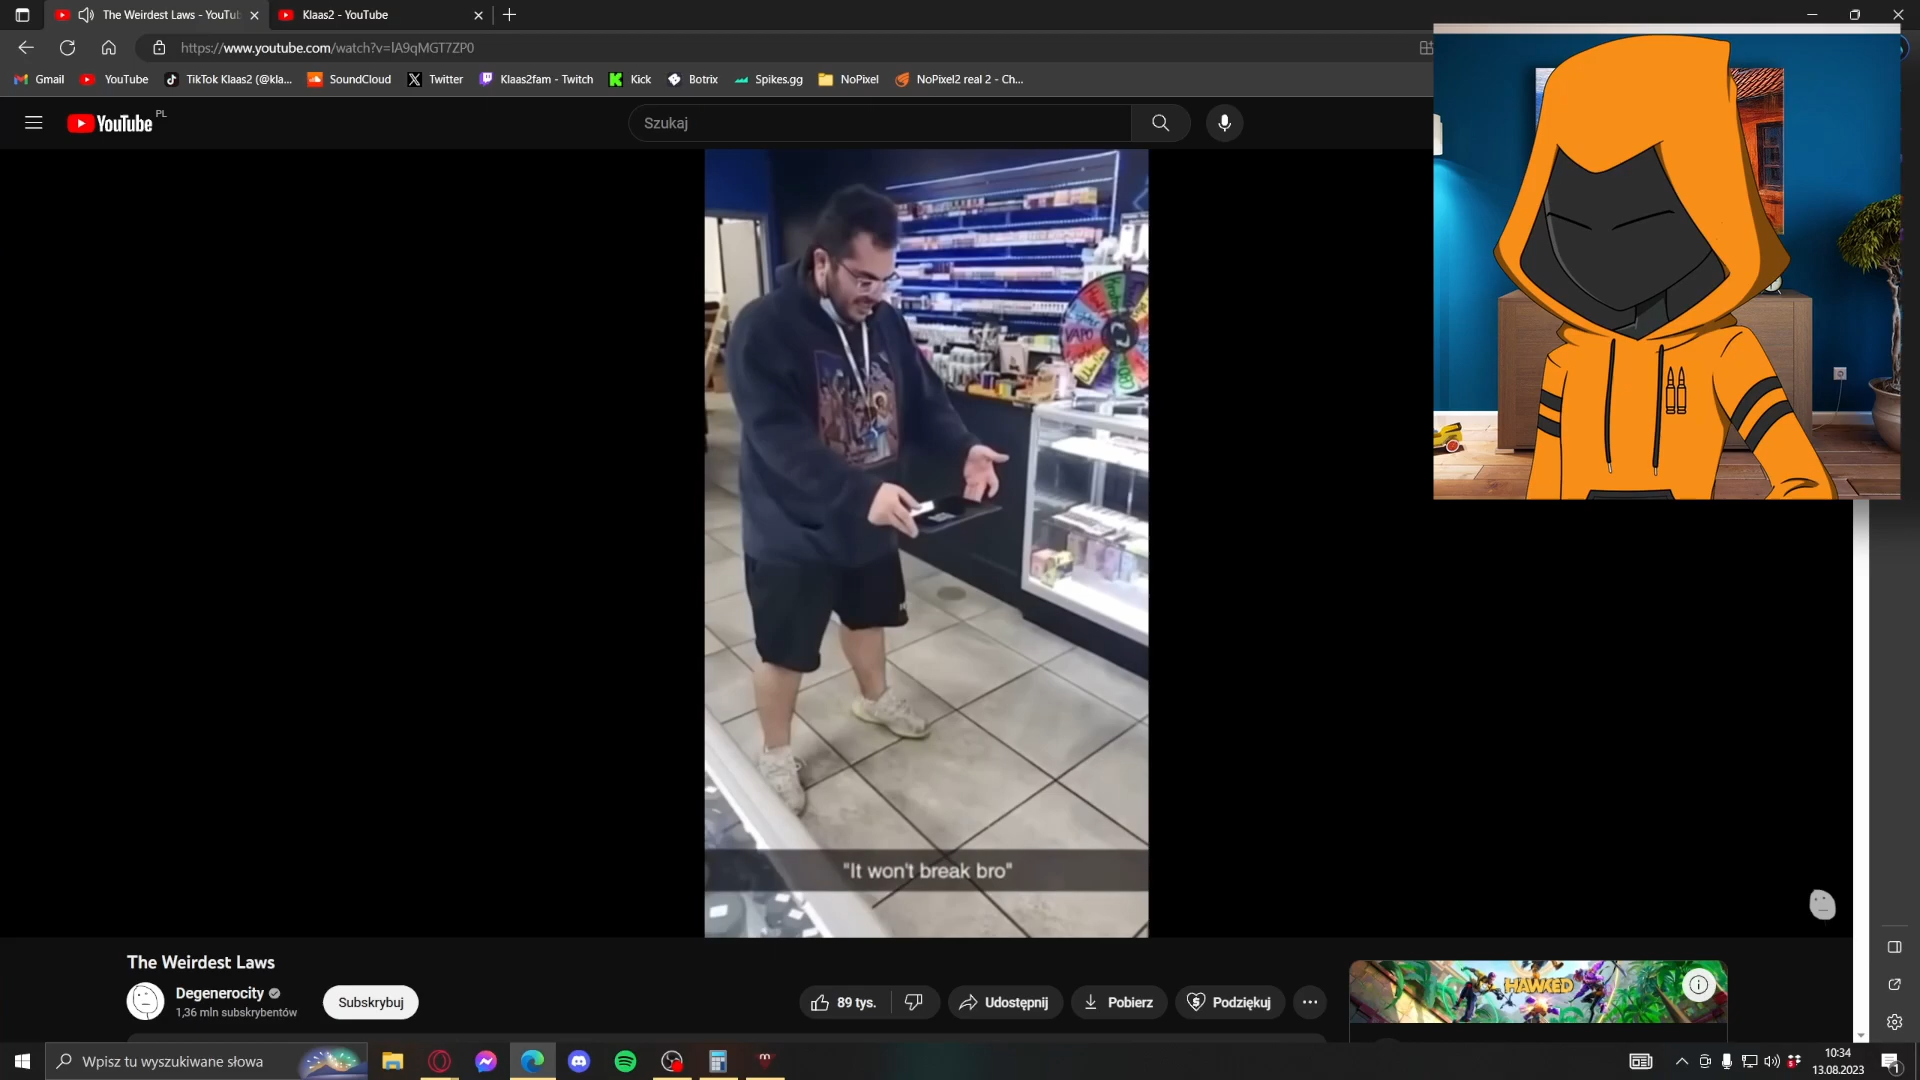 The Weirdest Laws - YouTu
Klaas2 - YouTube
https://www.youtube.com/watch?v=lA9qMGT7ZP0
Gmail
YouTube
TikTok Klaas2 (@kla...
SoundCloud
Twitter
Klaas2fam - Twitch
Kick
Botrix
Spikes.gg
NoPixel
NoPixel2 real 2 - Ch...
YouTube PL
Szukaj
VAPO
"It won't break bro"
The Weirdest Laws
Degenerocity
1,36 mln subskrybentów
Subskrybuj
89 tys.
Udostępnij
Pobierz
Podziękuj
HAWKED
Wpisz tu wyszukiwane słowa
10:34
13.08.2023
1